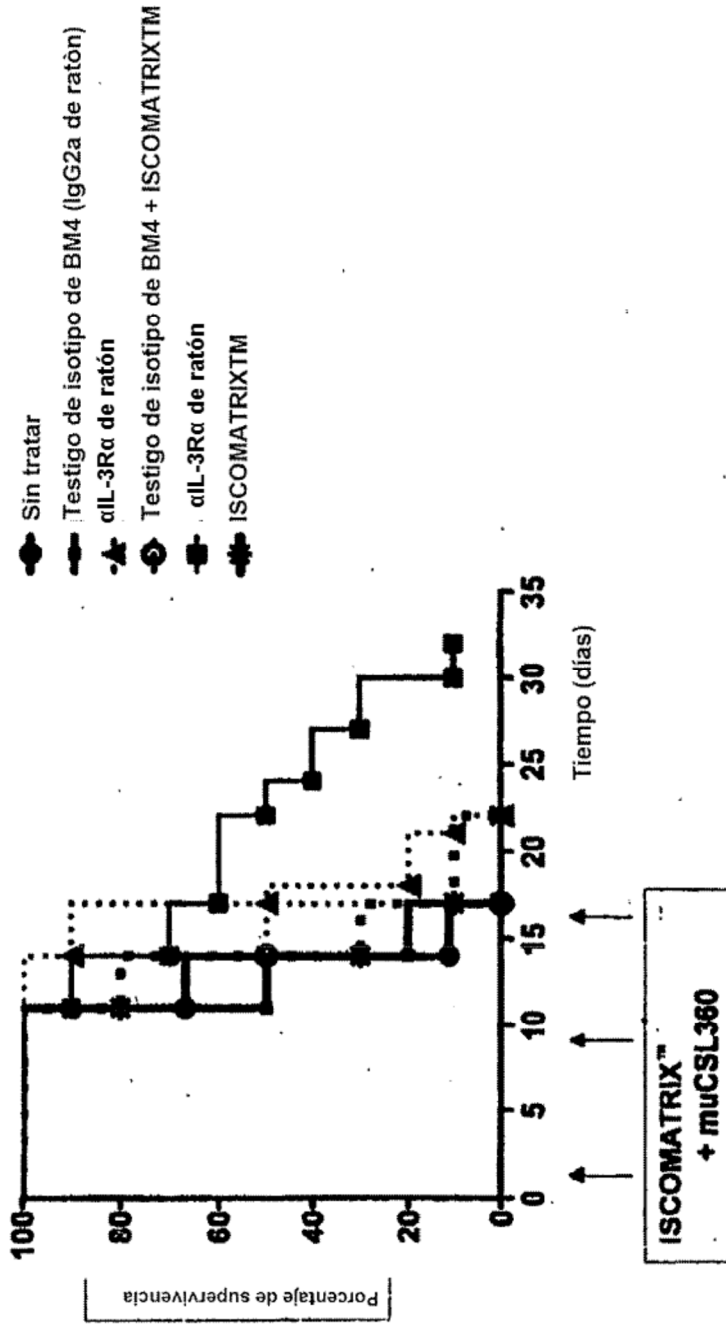 Sin tratar
Testigo de isotipo de BM4 (IgG2a de ratòn)
αIL-3Rα de ratón
Testigo de isotipo de BM4 + ISCOMATRIXTM
αIL-3Rα de ratón
ISCOMATRIXTM
Porcentaje de supervivencia
100
80
60
40
20
0
0
5
10
15
20
25
30
35
Tiempo (días)
ISCOMATRIX™
+ muCSL360